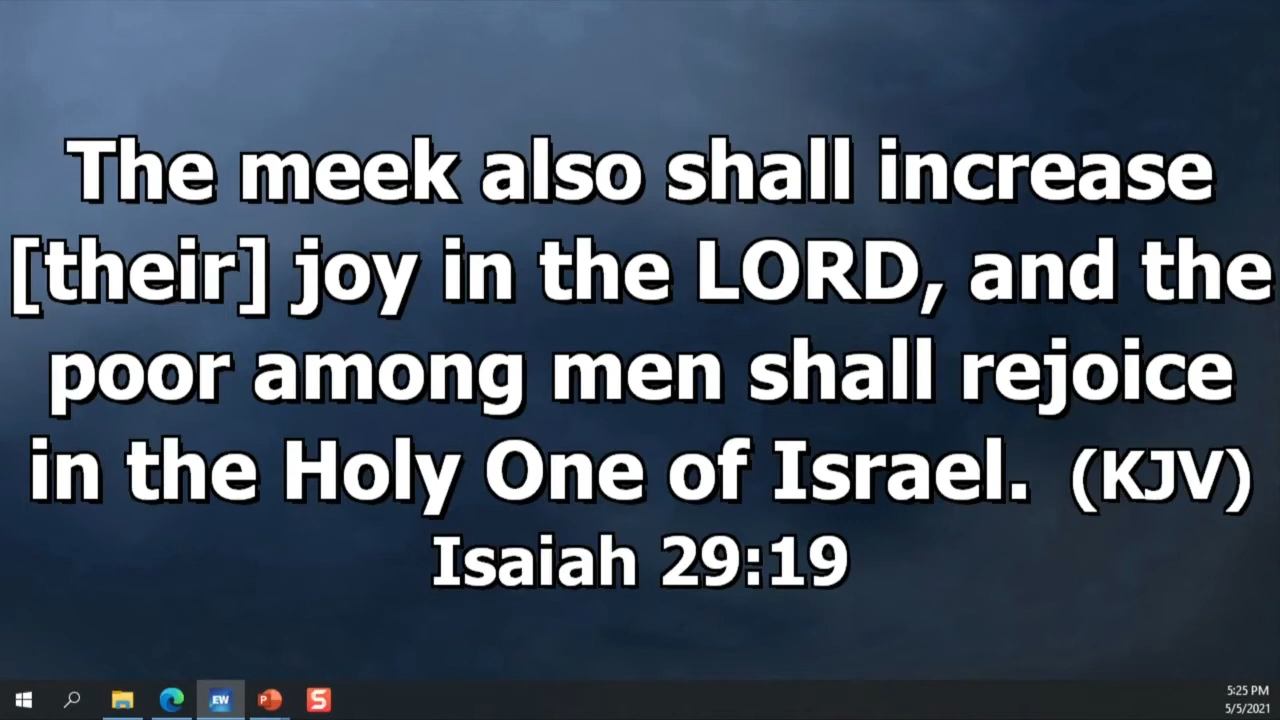 The meek also shall increase
[their] joy in the LORD, and the
poor among men shall rejoice
in the Holy One of Israel. (KJV)
Isaiah 29:19
EW
P
S
5:25 PM
5/5/2021